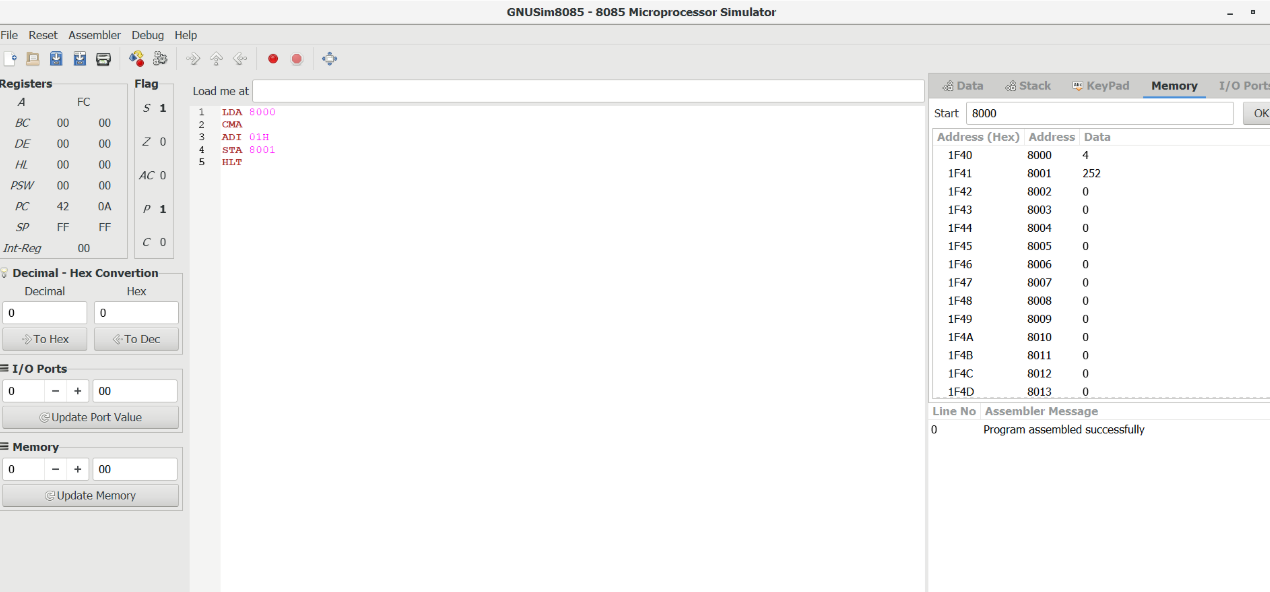 GNUSim8085 - 8085 Microprocessor Simulator
File Reset Assembler Debug Help
Registers
A FC
BC 00 00
DE 00 00
HL 00 00
PSW 00 00
PC 42 0A
SP FF FF
Int-Reg 00
Flag
S 1
Z 0
AC 0
P 1
C 0
Decimal - Hex Convertion
Decimal Hex
0 0
To Hex To Dec
I/O Ports
0 − + 00
Update Port Value
Memory
0 − + 00
Update Memory
Load me at
1 LDA 8000
2 CMA
3 ADI 01H
4 STA 8001
5 HLT
Data Stack KeyPad Memory I/O Ports
Start 8000 OK
Address (Hex) Address Data
1F40 8000 4
1F41 8001 252
1F42 8002 0
1F43 8003 0
1F44 8004 0
1F45 8005 0
1F46 8006 0
1F47 8007 0
1F48 8008 0
1F49 8009 0
1F4A 8010 0
1F4B 8011 0
1F4C 8012 0
1F4D 8013 0
Line No Assembler Message
0 Program assembled successfully